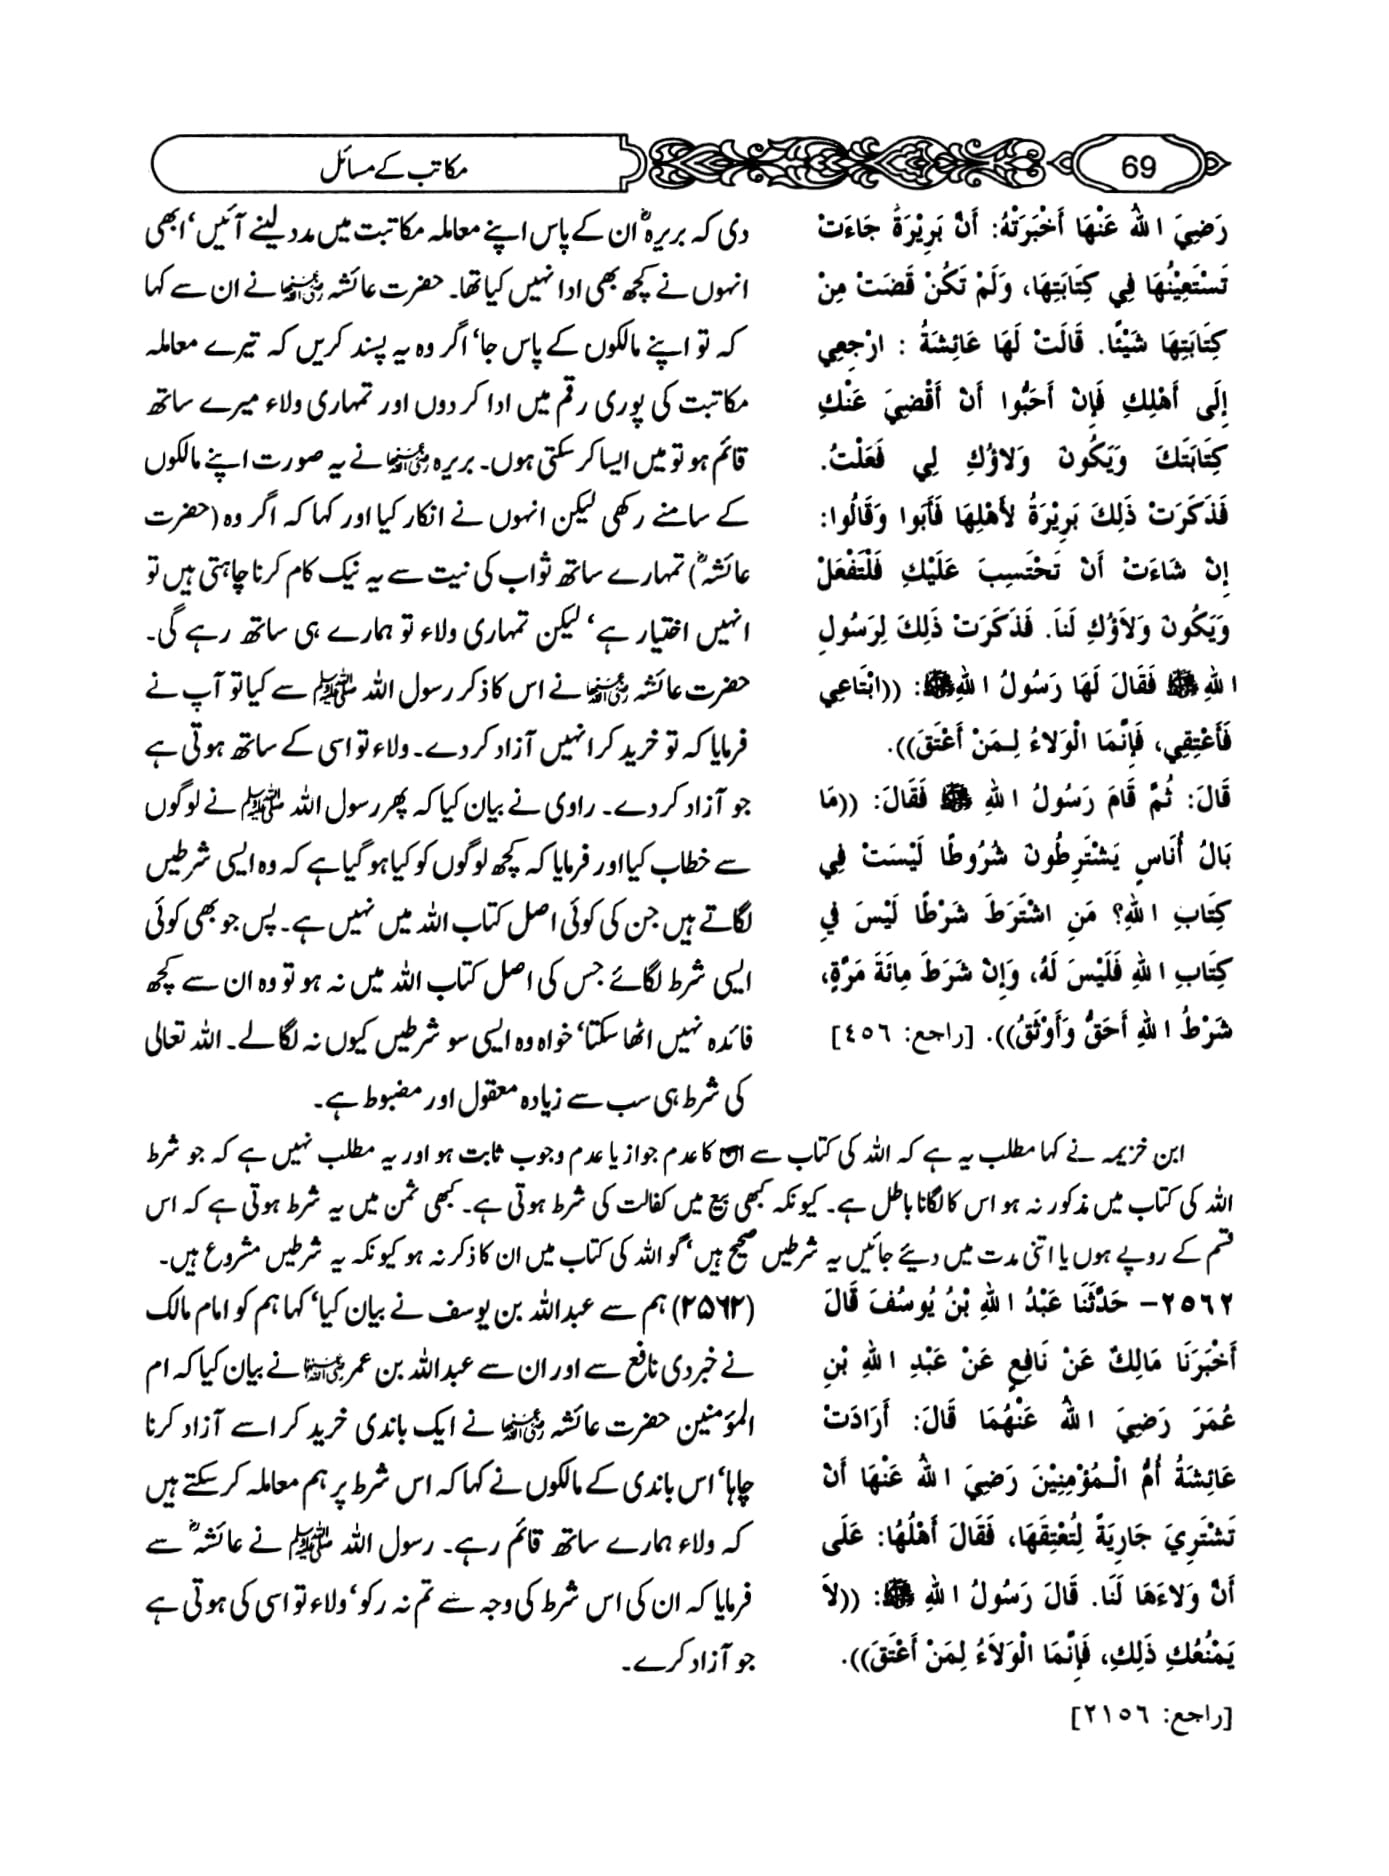 69
مکاتب کے مسائل
رَضِيَ اللهُ عَنْهَا أَخْبَرَتْهُ: أَنَّ بَرِيْرَةَ جَاءَتْ
تَسْتَعِيْنُهَا فِي كِتَابَتِهَا، وَلَمْ تَكُنْ قَضَتْ مِنْ
كِتَابَتِهَا شَيْئًا. قَالَتْ لَهَا عَائِشَةُ : ارْجِعِي
إِلَى أَهْلِكِ فَإِنْ أَحَبُّوا أَنْ أَقْضِيَ عَنْكِ
كِتَابَتَكَ وَيَكُونَ وَلاَؤُكِ لِي فَعَلْتُ.
فَذَكَرَتْ ذَلِكَ بَرِيْرَةُ لأَهْلِهَا فَأَبَوا وَقَالُوا:
إِنْ شَاءَتْ أَنْ تَحْتَسِبَ عَلَيْكِ فَلْتَفْعَلْ
وَيَكُونَ وَلاَؤُكِ لَنَا. فَذَكَرَتْ ذَلِكَ لِرَسُولِ
اللهِ ﷺ فَقَالَ لَهَا رَسُولُ اللهِ ﷺ: ((ابْتَاعِي
فَأَعْتِقِي، فَإِنَّمَا الْوَلاَءُ لِمَنْ أَعْتَقَ)).
قَالَ: ثُمَّ قَامَ رَسُولُ اللهِ ﷺ فَقَالَ: ((مَا
بَالُ أُنَاسٍ يَشْتَرِطُونَ شُرُوطًا لَيْسَتْ فِي
كِتَابِ اللهِ؟ مَنِ اشْتَرَطَ شَرْطًا لَيْسَ فِي
كِتَابِ اللهِ فَلَيْسَ لَهُ، وَإِنْ شَرَطَ مِائَةَ مَرَّةٍ،
شَرْطُ اللهِ أَحَقُّ وَأَوْثَقُ)). [راجع: ٤٥٦]
دی کہ بریرہؓ ان کے پاس اپنے معاملہ مکاتبت میں مدد لینے آئیں‘ ابھی
انہوں نے کچھ بھی ادا نہیں کیا تھا۔ حضرت عائشہ رضی اللہ عنہا نے ان سے کہا
کہ تو اپنے مالکوں کے پاس جا‘ اگر وہ یہ پسند کریں کہ تیرے معاملہ
مکاتبت کی پوری رقم میں ادا کر دوں اور تمہاری ولاء میرے ساتھ
قائم ہو تو میں ایسا کر سکتی ہوں۔ بریرہ رضی اللہ عنہا نے یہ صورت اپنے مالکوں
کے سامنے رکھی لیکن انہوں نے انکار کیا اور کہا کہ اگر وہ (حضرت
عائشہؓ) تمہارے ساتھ ثواب کی نیت سے یہ نیک کام کرنا چاہتی ہیں تو
انہیں اختیار ہے‘ لیکن تمہاری ولاء تو ہمارے ہی ساتھ رہے گی۔
حضرت عائشہ رضی اللہ عنہا نے اس کا ذکر رسول اللہ ﷺ سے کیا تو آپ نے
فرمایا کہ تو خرید کر انہیں آزاد کر دے۔ ولاء تو اسی کے ساتھ ہوتی ہے
جو آزاد کر دے۔ راوی نے بیان کیا کہ پھر رسول اللہ ﷺ نے لوگوں
سے خطاب کیا اور فرمایا کہ کچھ لوگوں کو کیا ہو گیا ہے کہ وہ ایسی شرطیں
لگاتے ہیں جن کی کوئی اصل کتاب اللہ میں نہیں ہے۔ پس جو بھی کوئی
ایسی شرط لگائے جس کی اصل کتاب اللہ میں نہ ہو تو وہ ان سے کچھ
فائدہ نہیں اٹھا سکتا‘ خواہ وہ ایسی سو شرطیں کیوں نہ لگا لے۔ اللہ تعالی
کی شرط ہی سب سے زیادہ معقول اور مضبوط ہے۔
ابن خزیمہ نے کہا مطلب یہ ہے کہ اللہ کی کتاب سے اس کا عدم جواز یا عدم وجوب ثابت ہو اور یہ مطلب نہیں ہے کہ جو شرط
اللہ کی کتاب میں مذکور نہ ہو اس کا لگانا باطل ہے۔ کیونکہ کبھی بیع میں کفالت کی شرط ہوتی ہے۔ کبھی ثمن میں یہ شرط ہوتی ہے کہ اس
قسم کے روپے ہوں یا اتنی مدت میں دیئے جائیں یہ شرطیں صحیح ہیں‘ گو اللہ کی کتاب میں ان کا ذکر نہ ہو کیونکہ یہ شرطیں مشروع ہیں۔
٢٥٦٢- حَدَّثَنَا عَبْدُ اللهِ بْنُ يُوسُفَ قَالَ
أَخْبَرَنَا مَالِكٌ عَنْ نَافِعٍ عَنْ عَبْدِ اللهِ بْنِ
عُمَرَ رَضِيَ اللهُ عَنْهُمَا قَالَ: أَرَادَتْ
عَائِشَةُ أُمُّ الْمُؤْمِنِيْنَ رَضِيَ اللهُ عَنْهَا أَنْ
تَشْتَرِيَ جَارِيَةً لِتُعْتِقَهَا، فَقَالَ أَهْلُهَا: عَلَى
أَنَّ وَلاَءَهَا لَنَا. قَالَ رَسُولُ اللهِ ﷺ: ((لاَ
يَمْنَعُكِ ذَلِكِ، فَإِنَّمَا الْوَلاَءُ لِمَنْ أَعْتَقَ)).
[راجع: ٢١٥٦]
(۲۵۶۲) ہم سے عبداللہ بن یوسف نے بیان کیا‘ کہا ہم کو امام مالک
نے خبر دی نافع سے اور ان سے عبداللہ بن عمر رضی اللہ عنہما نے بیان کیا کہ ام
المؤمنین حضرت عائشہ رضی اللہ عنہا نے ایک باندی خرید کر اسے آزاد کرنا
چاہا‘ اس باندی کے مالکوں نے کہا کہ اس شرط پر ہم معاملہ کر سکتے ہیں
کہ ولاء ہمارے ساتھ قائم رہے۔ رسول اللہ ﷺ نے عائشہؓ سے
فرمایا کہ ان کی اس شرط کی وجہ سے تم نہ رکو‘ ولاء تو اسی کی ہوتی ہے
جو آزاد کرے۔